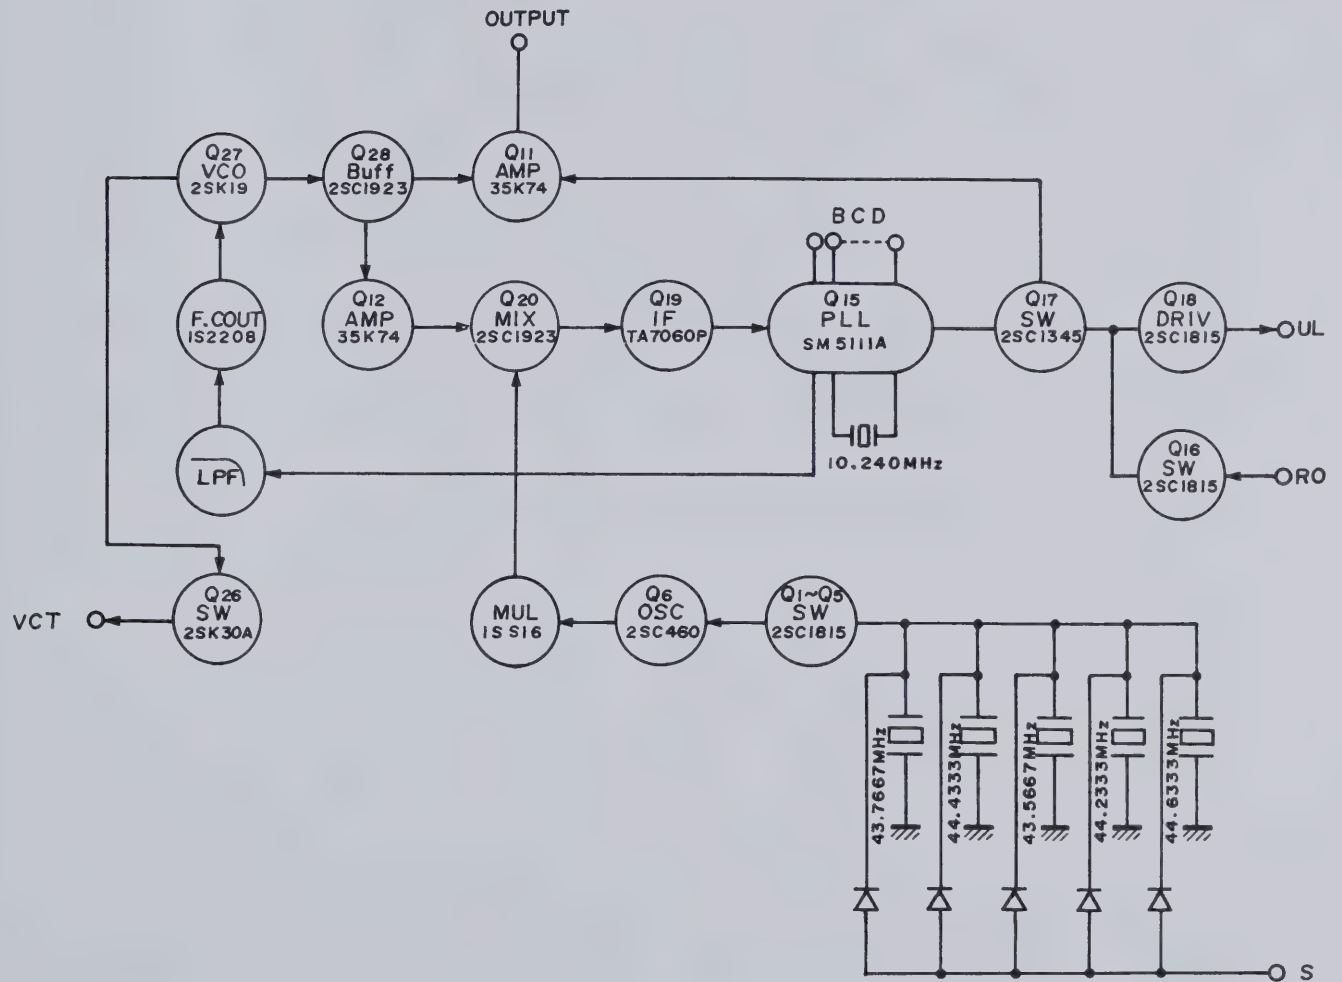 OUTPUT
Q27
VCO
2SK19
Q28
Buff
2SC1923
Q11
AMP
35K74
BCD
F.COUT
1S2208
Q12
AMP
35K74
Q20
MIX
2SC1923
Q19
IF
TA7060P
Q15
PLL
SM5111A
Q17
SW
2SC1345
Q18
DRIV
2SC1815
UL
LPF
10.240MHz
Q16
SW
2SC1815
RO
VCT
Q26
SW
2SK30A
MUL
1SS16
Q6
OSC
2SC460
Q1~Q5
SW
2SC1815
43.7667MHz
44.4333MHz
43.5667MHz
44.2333MHz
44.6333MHz
S